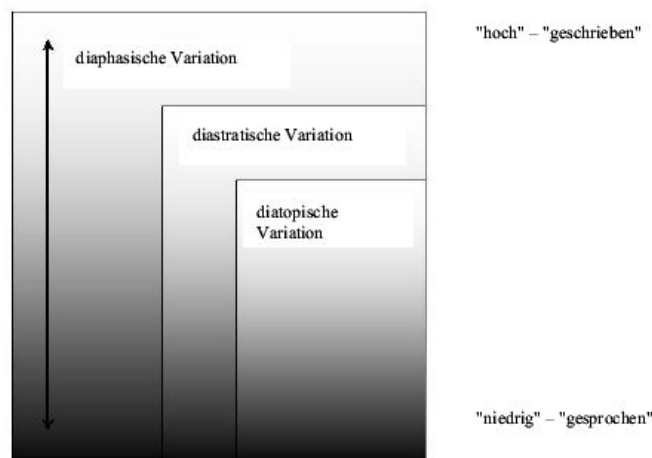 "hoch" – "geschrieben"
diaphasische Variation
diastratische Variation
diatopische
Variation
"niedrig" – "gesprochen"